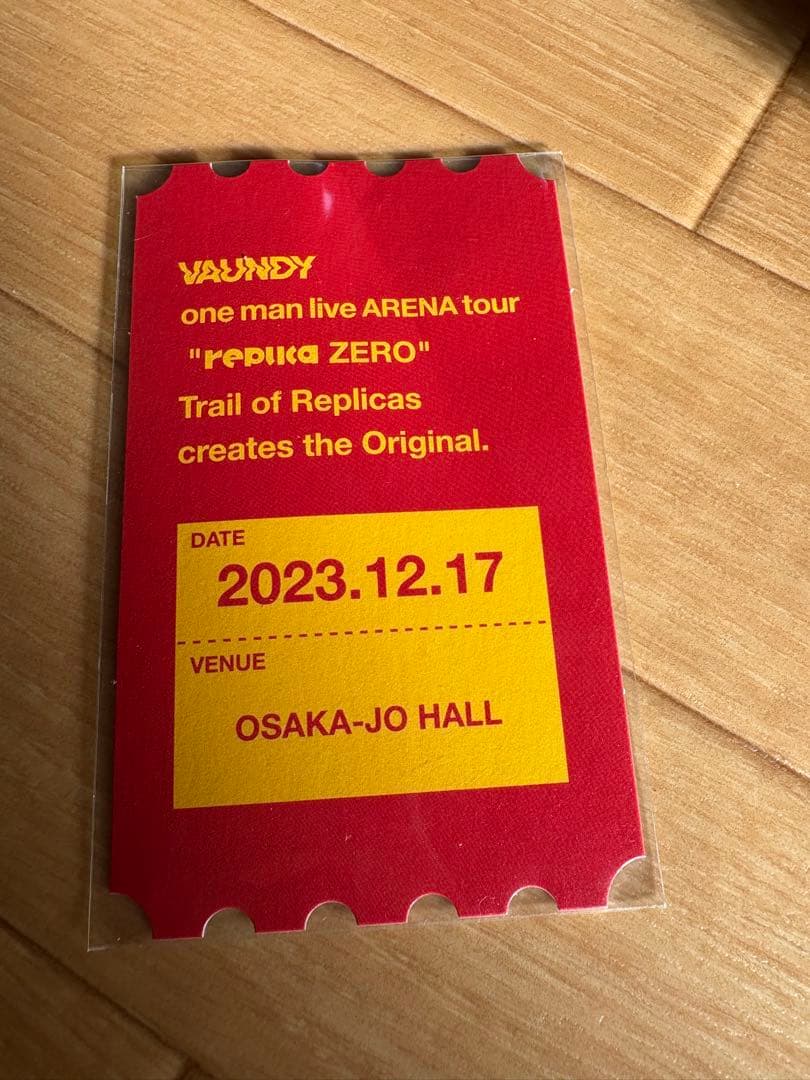 VAUNDY
one man live ARENA tour
"replica ZERO"
Trail of Replicas
creates the Original.
DATE
2023.12.17
VENUE
OSAKA-JO HALL